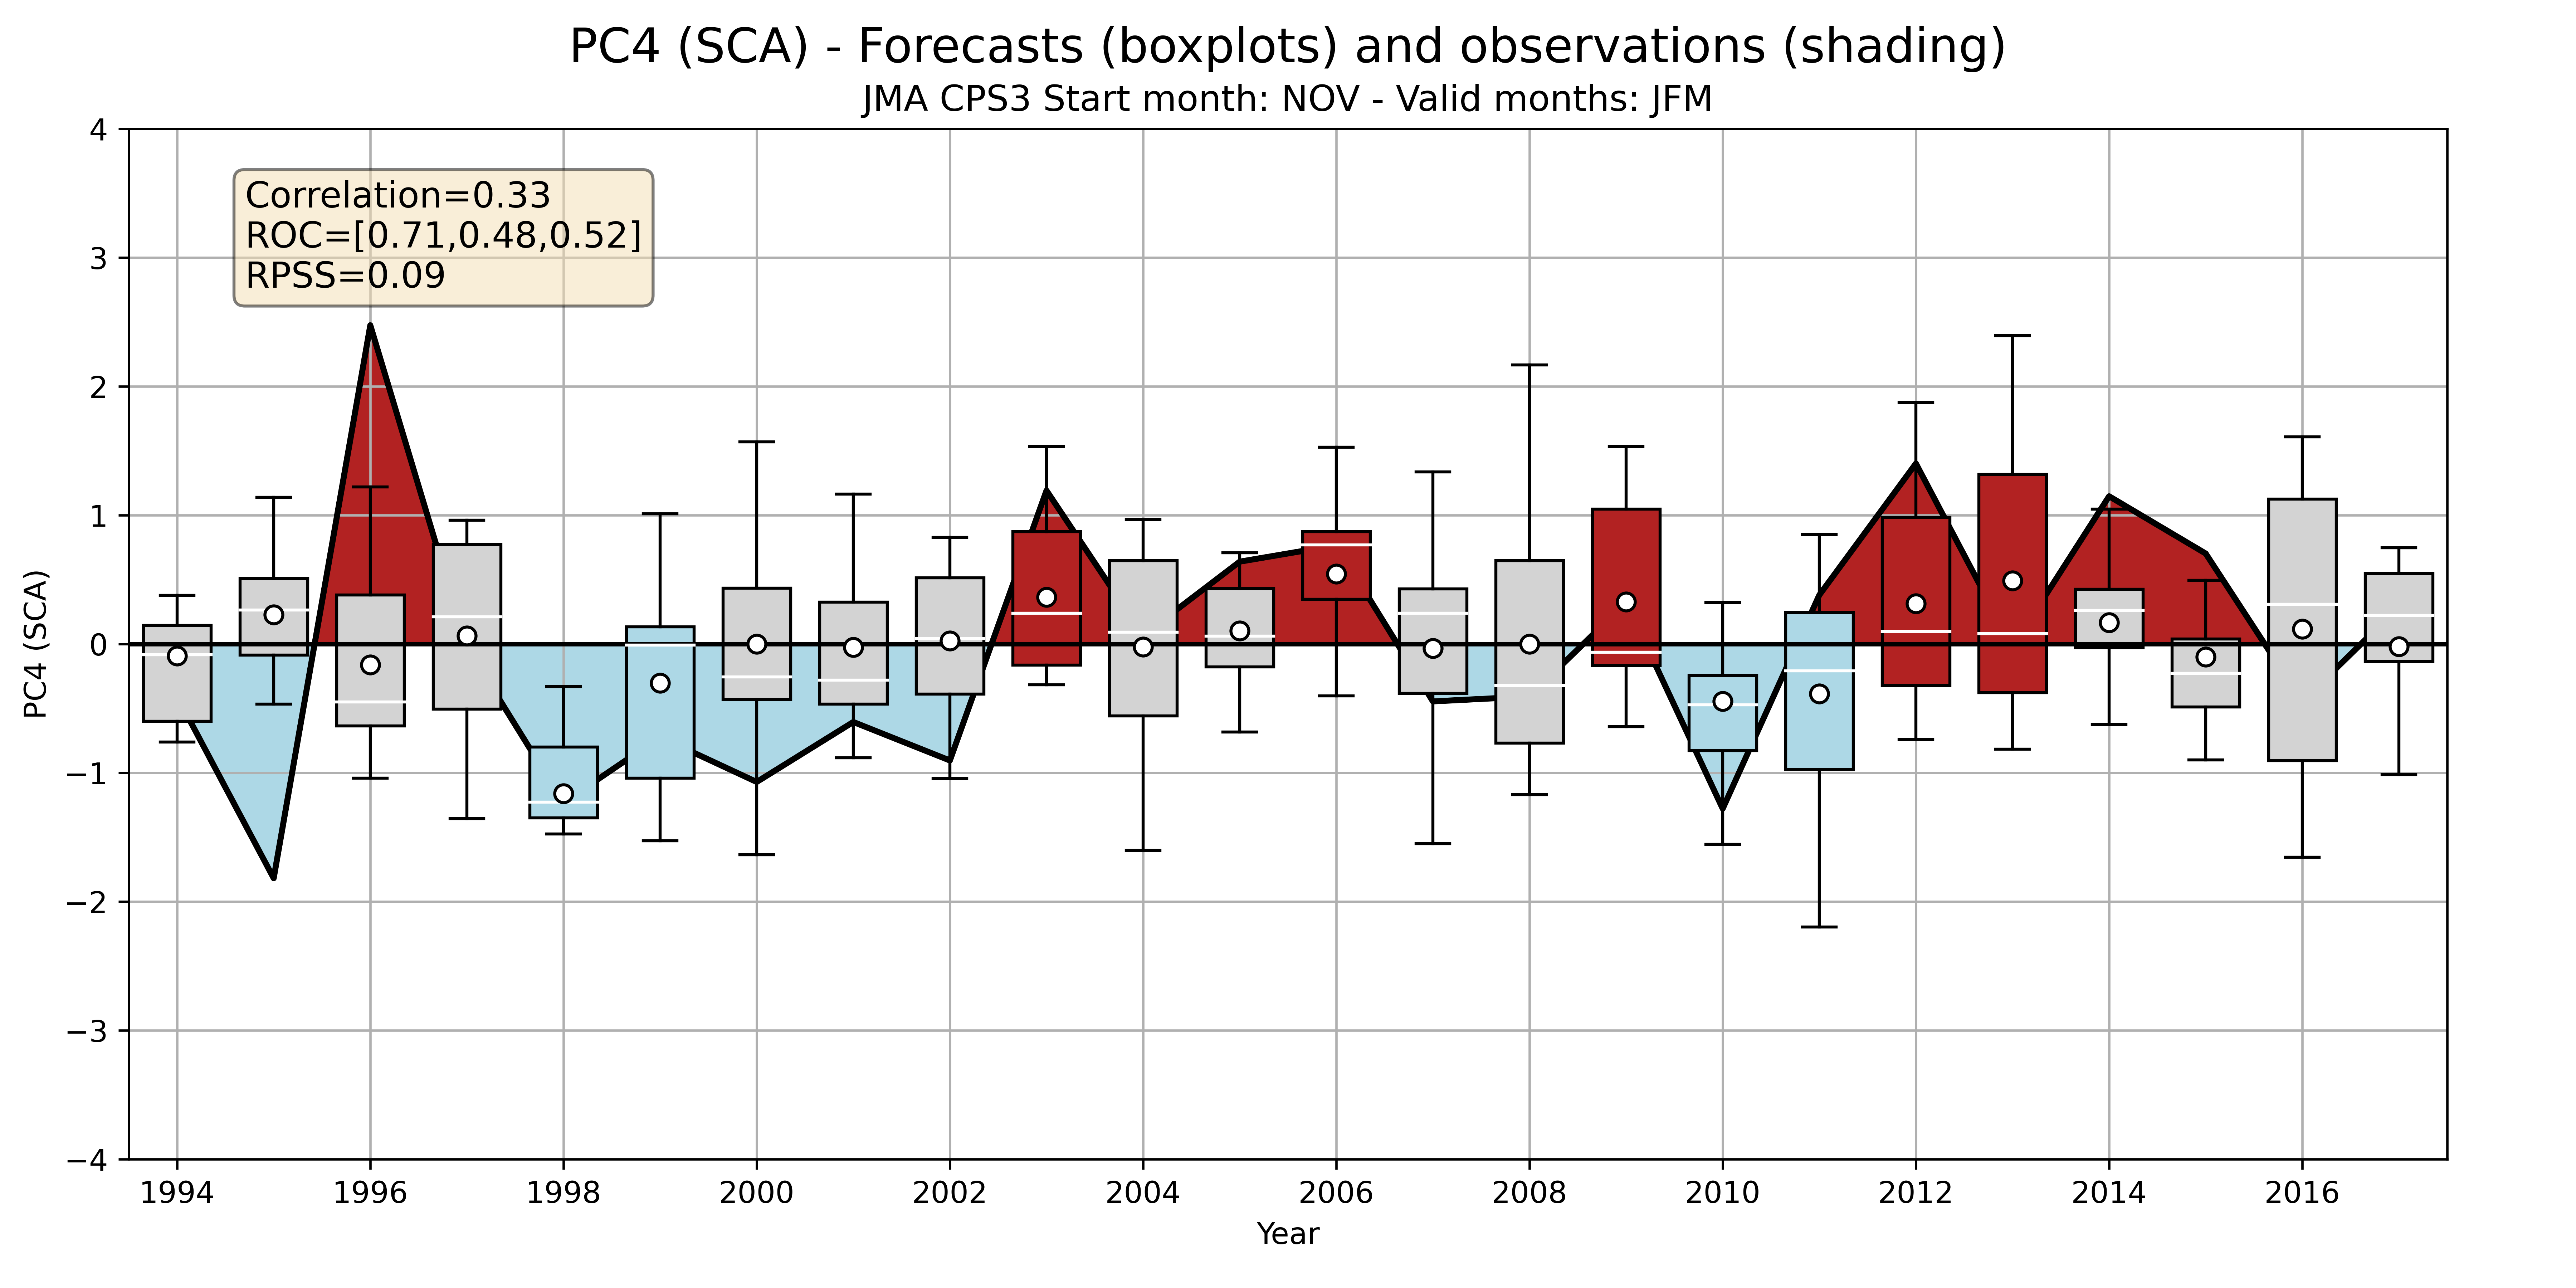 PC4 (SCA) - Forecasts (boxplots) and observations (shading)
JMA CPS3 Start month: NOV - Valid months: JFM
Correlation=0.33
ROC=[0.71,0.48,0.52]
RPSS=0.09
PC4 (SCA)
4
3
2
1
0
−1
−2
−3
−4
1994 1996 1998 2000 2002 2004 2006 2008 2010 2012 2014 2016
Year